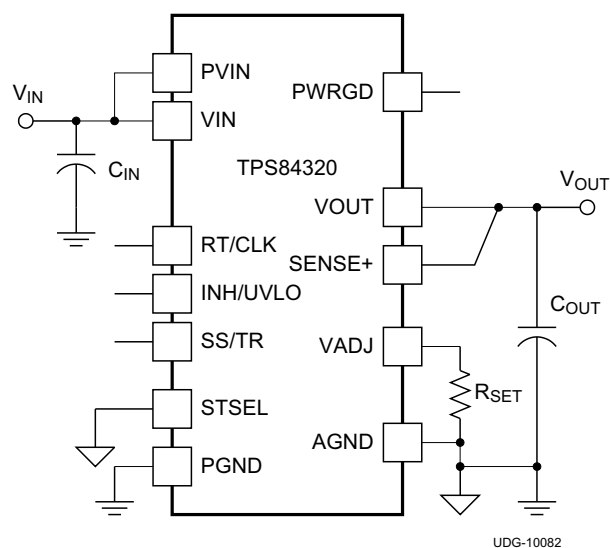 PVIN
PWRGD
VIN
VIN
CIN
TPS84320
VOUT
VOUT
RT/CLK
SENSE+
INH/UVLO
COUT
SS/TR
VADJ
RSET
STSEL
AGND
PGND
UDG-10082